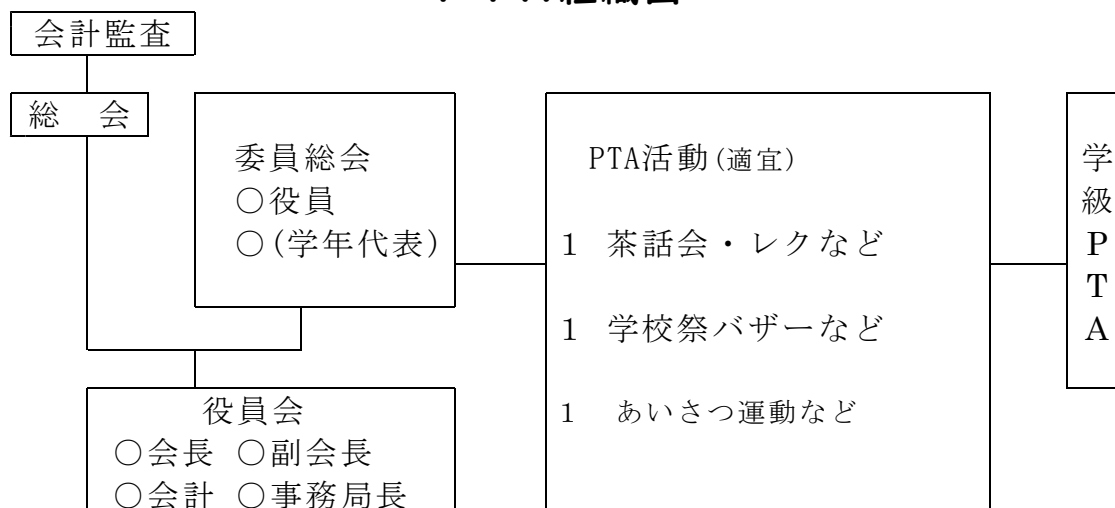 会計監査
総　会
委員総会
○役員
○(学年代表)
PTA活動(適宜)
1　茶話会・レクなど
1　学校祭バザーなど
1　あいさつ運動など
学
級
P
T
A
役員会
○会長 ○副会長
○会計 ○事務局長